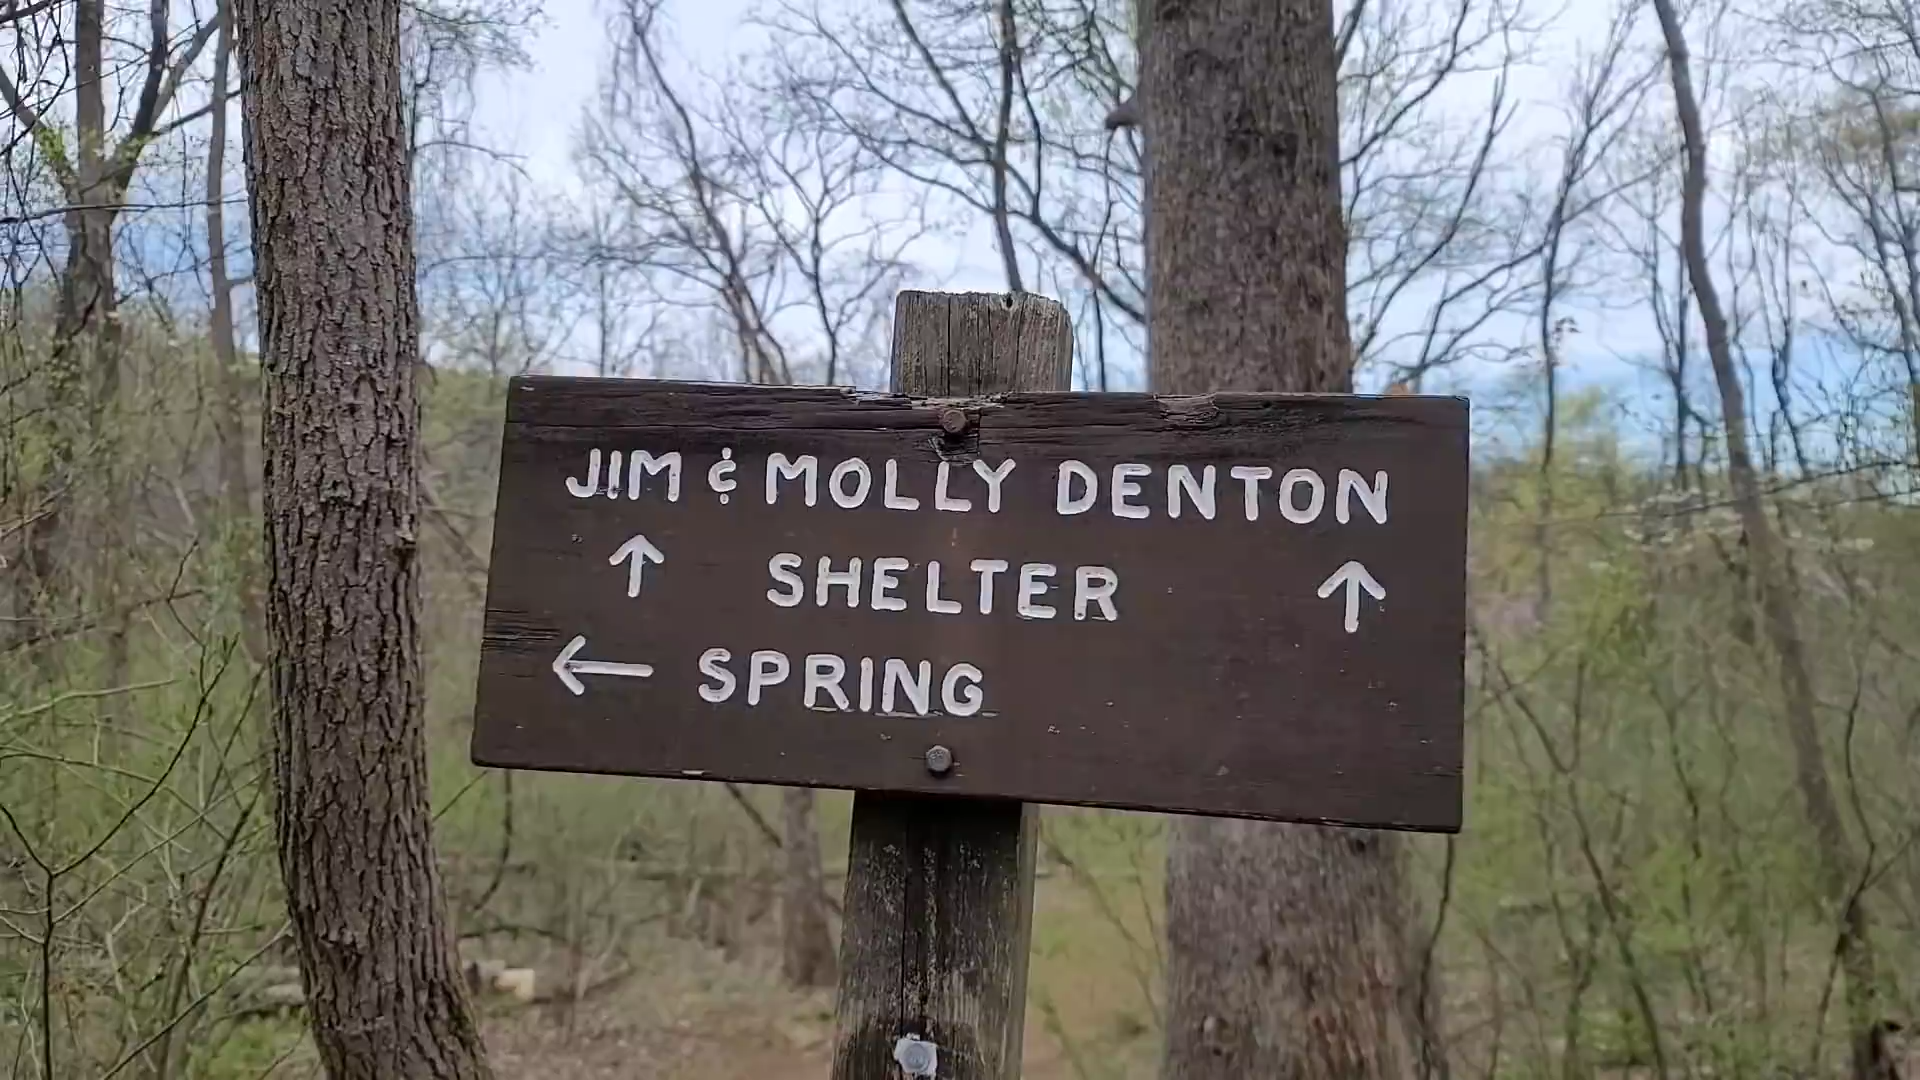 JIM & MOLLY DENTON
↑ SHELTER ↑
← SPRING